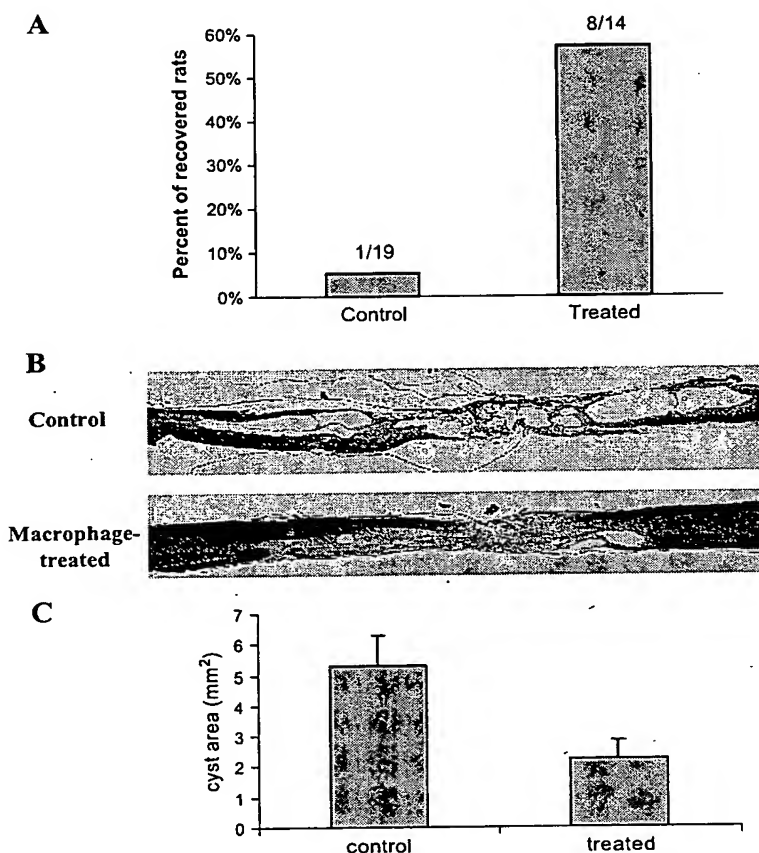 A
Percent of recovered rats
60%
50%
40%
30%
20%
10%
0%
1/19
8/14
Control
Treated
B
Control
Macrophage-
treated
C
cyst area (mm²)
7
6
5
4
3
2
1
0
control
treated